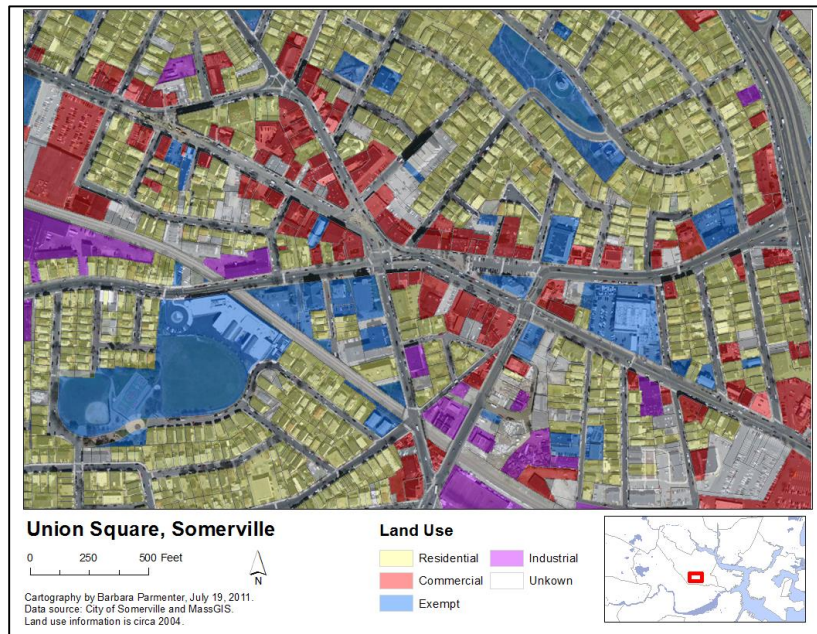 Union Square, Somerville
0 250 500 Feet
N
Cartography by Barbara Parmenter, July 19, 2011.
Data source: City of Somerville and MassGIS.
Land use information is circa 2004.
Land Use
Residential
Commercial
Exempt
Industrial
Unkown